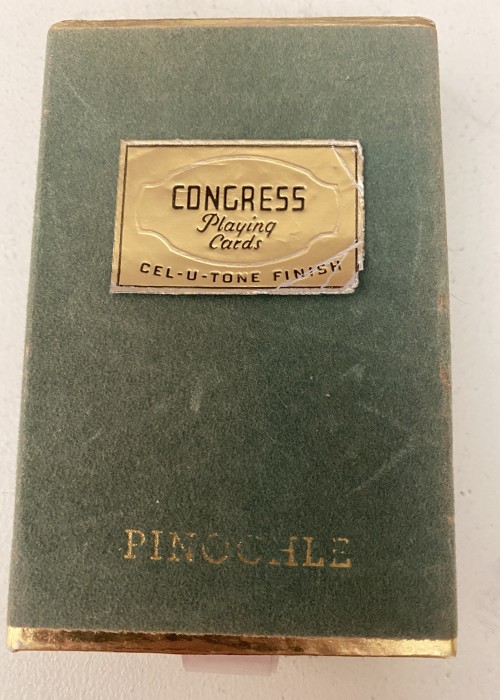 CONGRESS
Playing
Cards
CEL-U-TONE FINISH
PINOCHLE